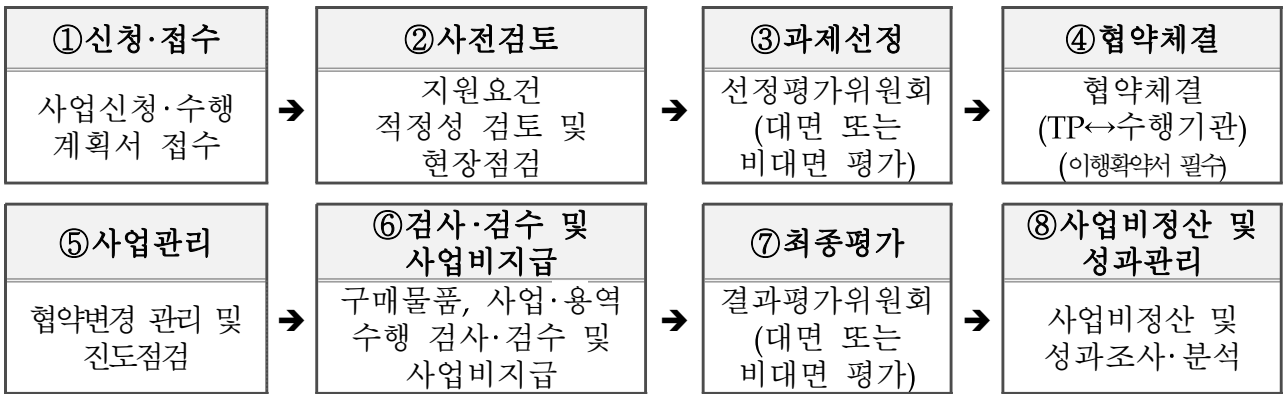 ①신청·접수
사업신청·수행
계획서 접수
➔
②사전검토
지원요건
적정성 검토 및
현장점검
➔
③과제선정
선정평가위원회
(대면 또는
비대면 평가)
➔
④협약체결
협약체결
(TP↔수행기관)
(이행확약서 필수)
⑤사업관리
협약변경 관리 및
진도점검
➔
⑥검사·검수 및
사업비지급
구매물품, 사업·용역
수행 검사·검수 및
사업비지급
➔
⑦최종평가
결과평가위원회
(대면 또는
비대면 평가)
➔
⑧사업비정산 및
성과관리
사업비정산 및
성과조사·분석